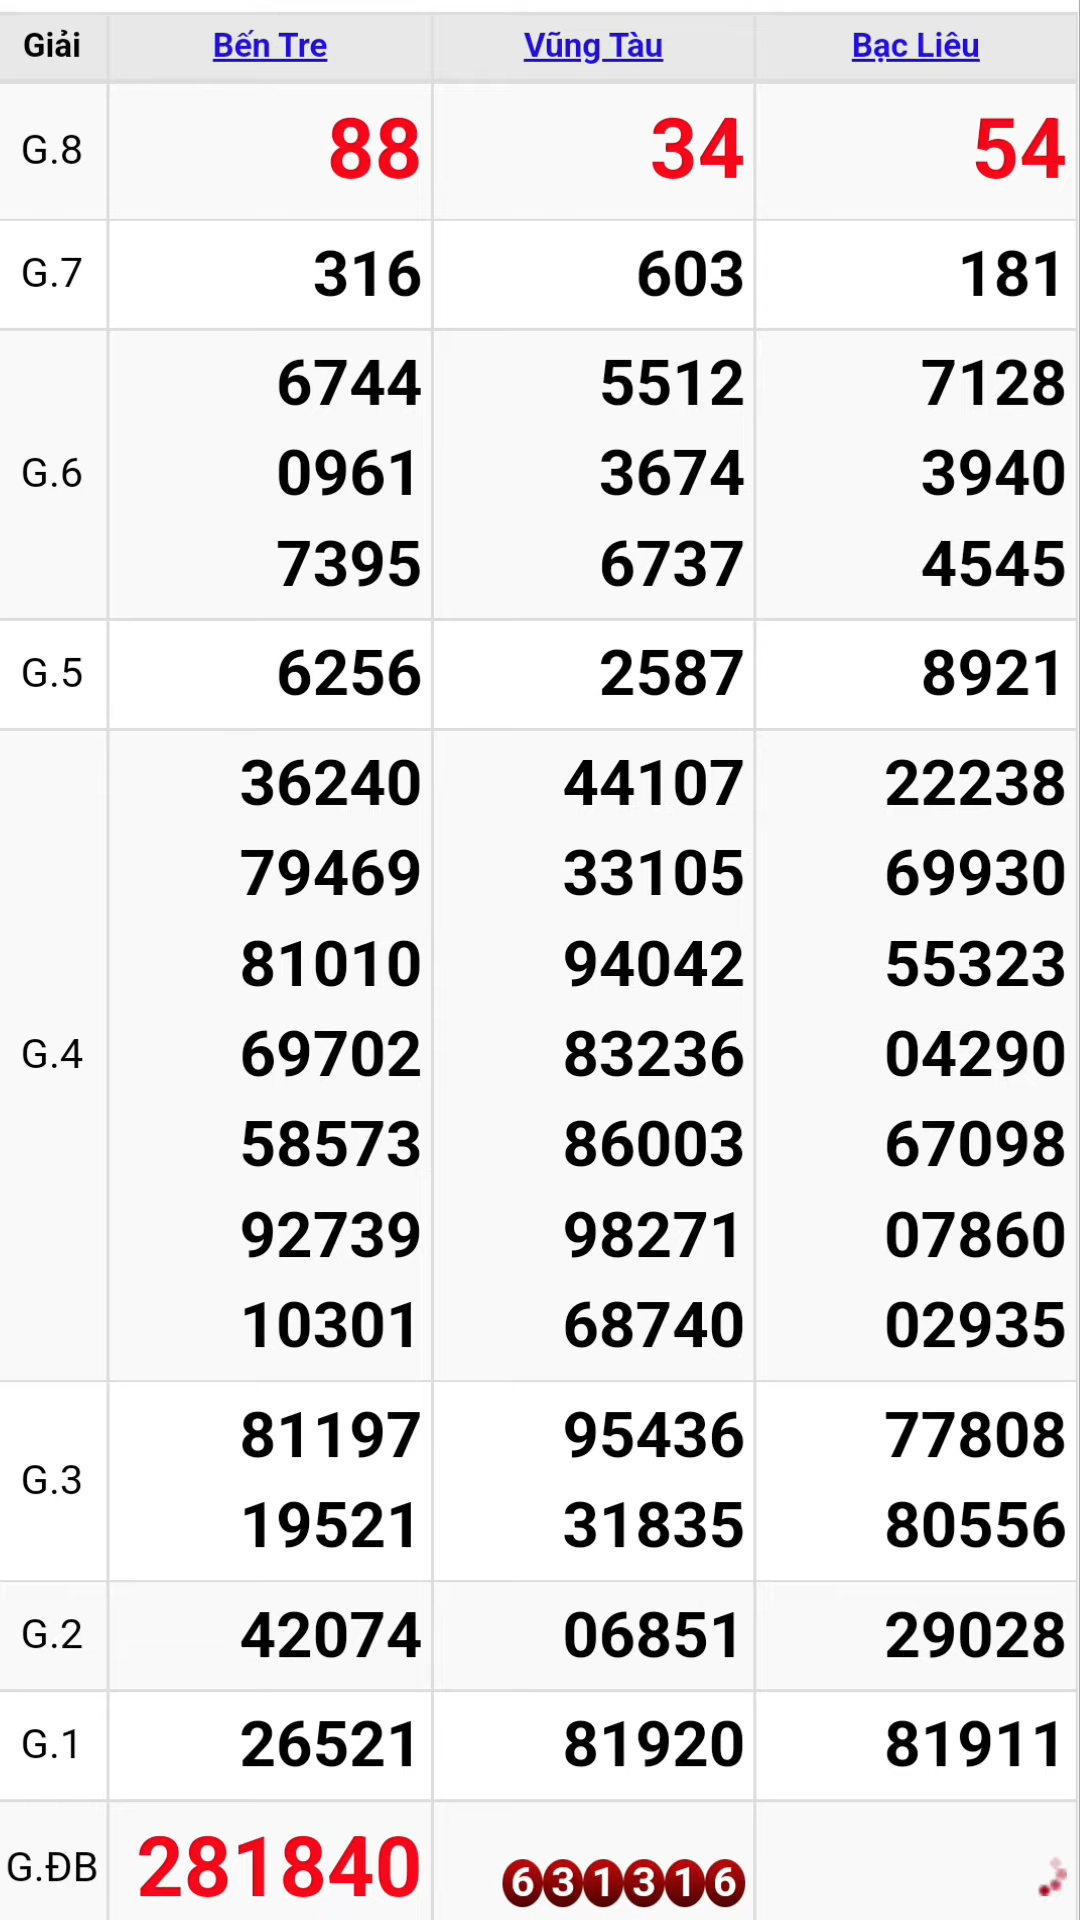 Giải Bến Tre Vũng Tàu Bạc Liêu
G.8 88 34 54
G.7 316 603 181
6744 5512 7128
G.6 0961 3674 3940
7395 6737 4545
G.5 6256 2587 8921
36240 44107 22238
79469 33105 69930
81010 94042 55323
G.4 69702 83236 04290
58573 86003 67098
92739 98271 07860
10301 68740 02935
G.3
81197 95436 77808
19521 31835 80556
G.2 42074 06851 29028
G.1 26521 81920 81911
G.ĐB 281840 631316